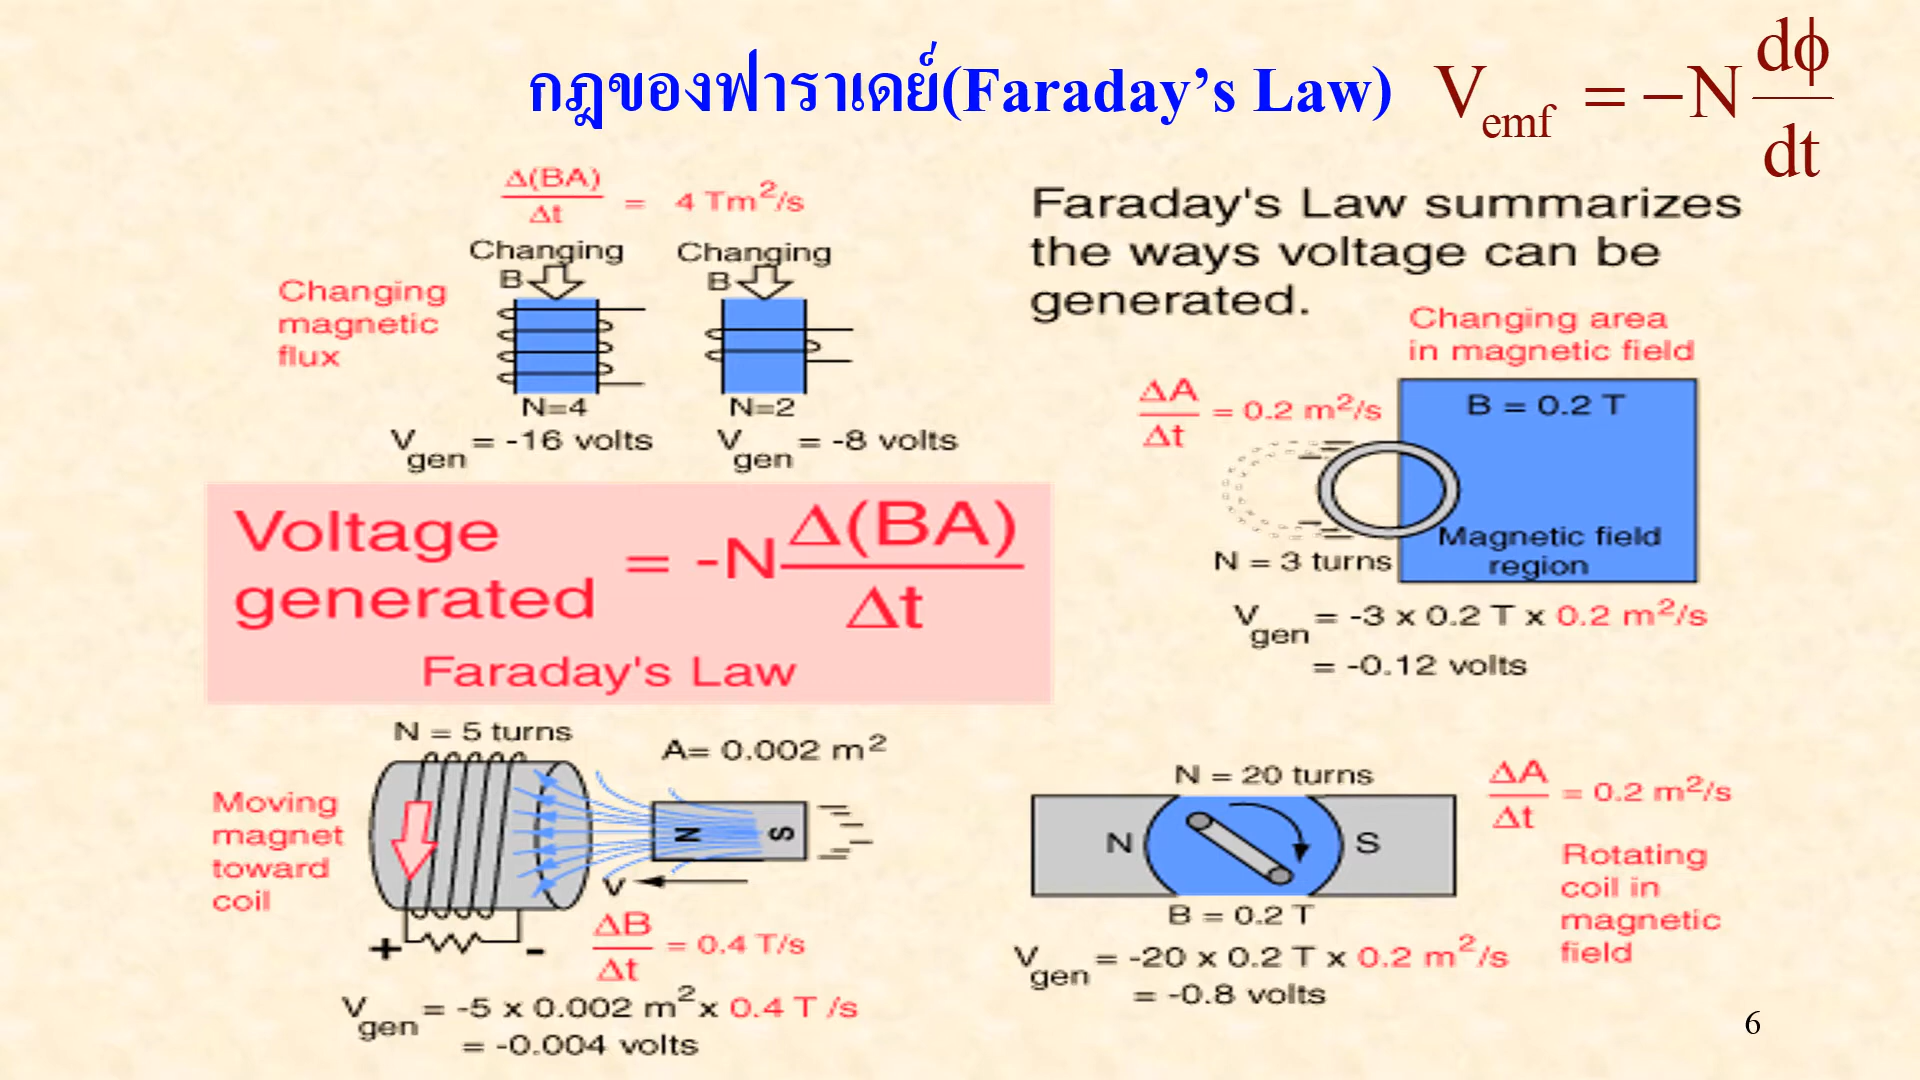 กฎของฟาราเดย์(Faraday's Law) V_emf = −N dϕ/dt
Δ(BA)/Δt = 4 Tm²/s
Changing B
Changing B
Changing
magnetic
flux
N=4
N=2
V_gen = -16 volts
V_gen = -8 volts
Faraday's Law summarizes
the ways voltage can be
generated.
Changing area
in magnetic field
ΔA/Δt = 0.2 m²/s
B = 0.2 T
Magnetic field
region
N = 3 turns
V_gen = -3 x 0.2 T x 0.2 m²/s
= -0.12 volts
Voltage
generated = -N Δ(BA)/Δt
Faraday's Law
N = 5 turns
A= 0.002 m²
Moving
magnet
toward
coil
N S
v
+ -
ΔB/Δt = 0.4 T/s
V_gen = -5 x 0.002 m² x 0.4 T /s
= -0.004 volts
N = 20 turns
ΔA/Δt = 0.2 m²/s
N S
B = 0.2 T
Rotating
coil in
magnetic
field
V_gen = -20 x 0.2 T x 0.2 m²/s
= -0.8 volts
6